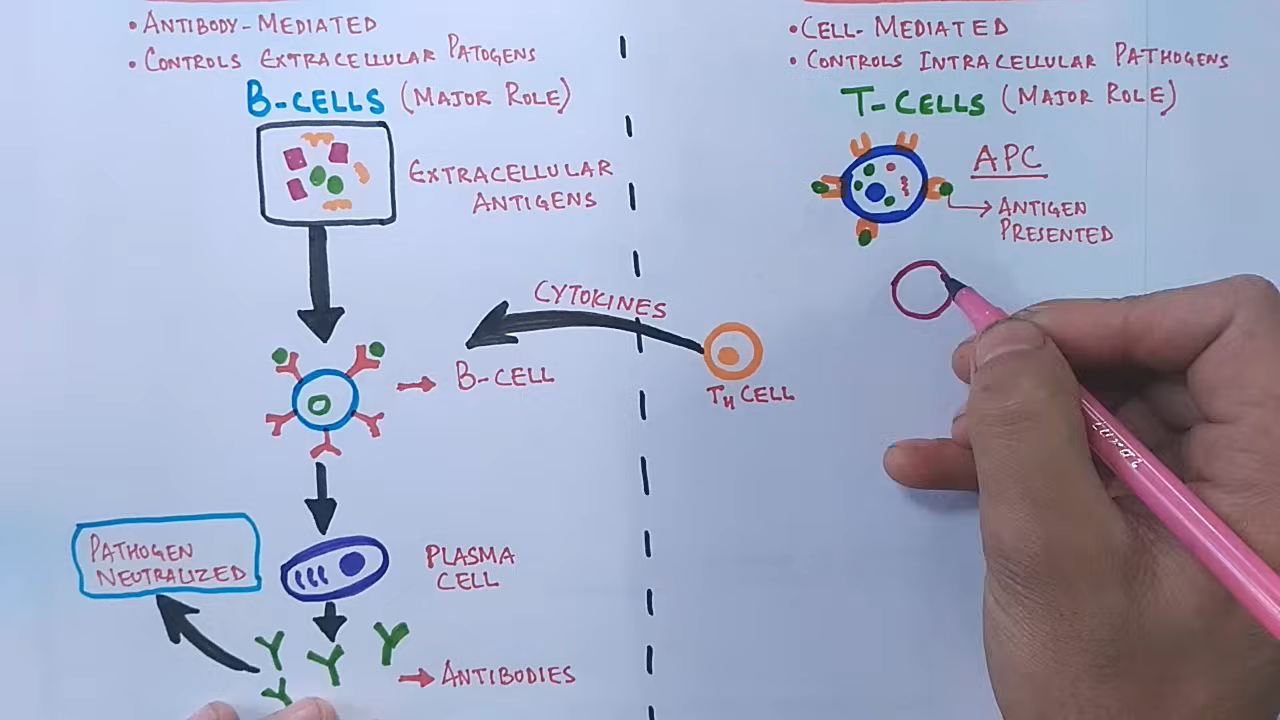 • ANTIBODY-MEDIATED
• CONTROLS EXTRACELLULAR PATOGENS
B-CELLS (MAJOR ROLE)
EXTRACELLULAR
ANTIGENS
CYTOKINES
B-CELL
TH CELL
PATHOGEN
NEUTRALIZED
PLASMA
CELL
ANTIBODIES
• CELL-MEDIATED
• CONTROLS INTRACELLULAR PATHOGENS
T-CELLS (MAJOR ROLE)
APC
ANTIGEN
PRESENTED